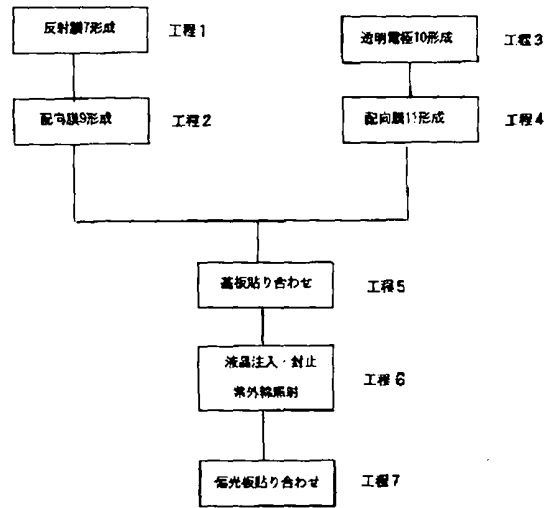 反射膜7形成 工程1
透明電極10形成 工程3
配向膜9形成 工程2
配向膜11形成 工程4
基板貼り合わせ 工程5
液晶注入・封止
紫外線照射 工程6
偏光板貼り合わせ 工程7